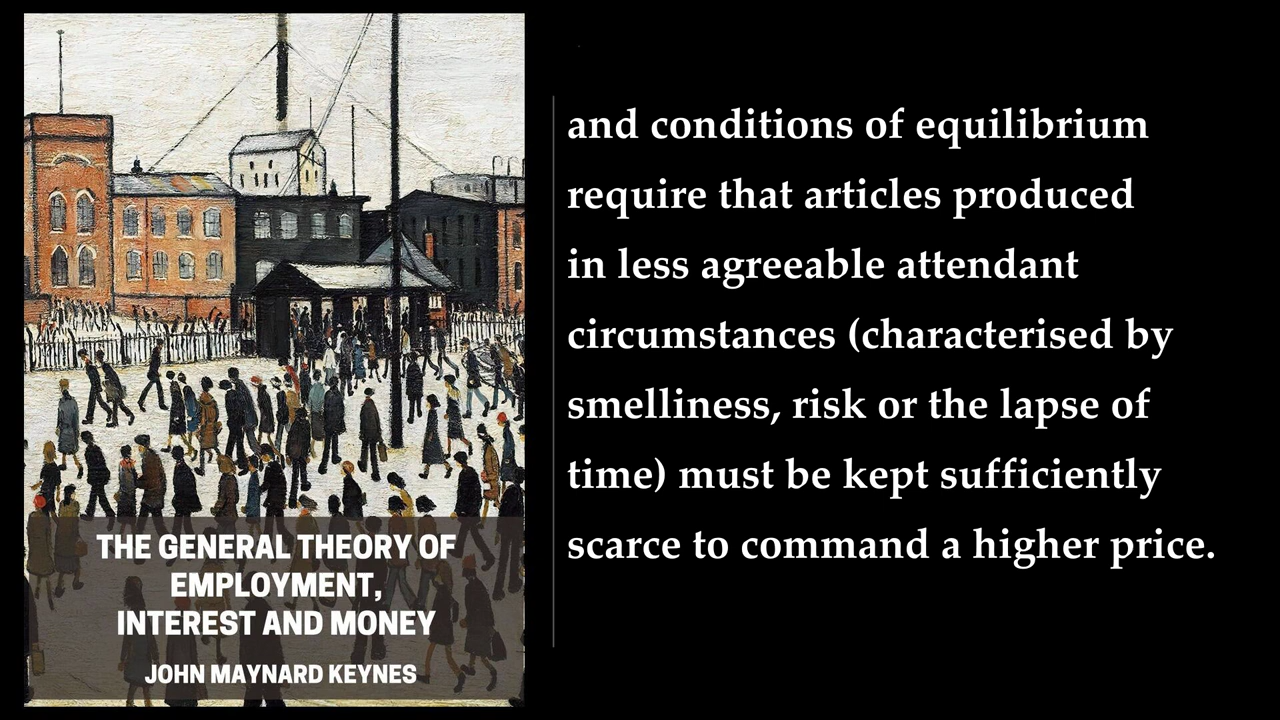 THE GENERAL THEORY OF
EMPLOYMENT,
INTEREST AND MONEY
JOHN MAYNARD KEYNES
and conditions of equilibrium
require that articles produced
in less agreeable attendant
circumstances (characterised by
smelliness, risk or the lapse of
time) must be kept sufficiently
scarce to command a higher price.